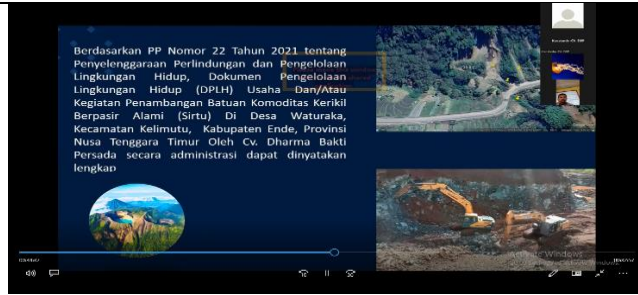 Berdasarkan PP Nomor 22 Tahun 2021 tentang
Penyelenggaraan Perlindungan dan Pengelolaan
Lingkungan Hidup, Dokumen Pengelolaan
Lingkungan Hidup (DPLH) Usaha Dan/Atau
Kegiatan Penambangan Batuan Komoditas Kerikil
Berpasir Alami (Sirtu) Di Desa Waturaka,
Kecamatan Kelimutu, Kabupaten Ende, Provinsi
Nusa Tenggara Timur Oleh Cv. Dharma Bakti
Persada secara administrasi dapat dinyatakan
lengkap
Activate Windows